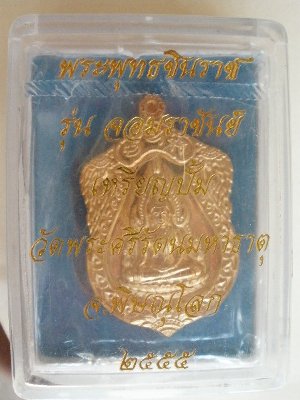 พระพุทธชินราช
รุ่น จอมราชันย์
เหรียญปั๊ม
วัดพระศรีรัตนมหาธาตุ
จ.พิษณุโลก
๒๕๕๕